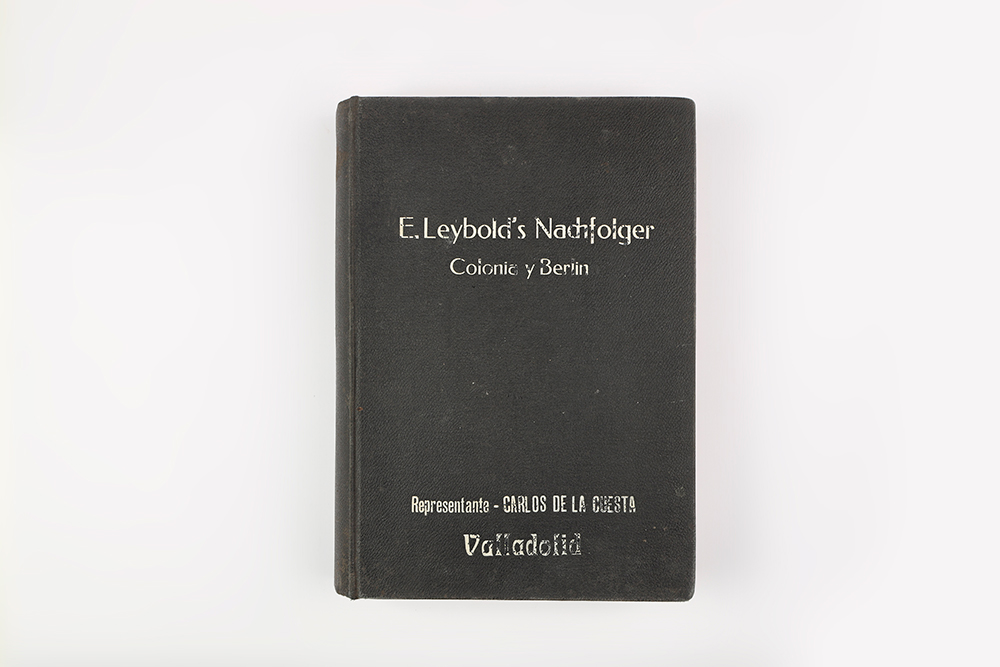 E. Leybold's Nachfolger
Colonia y Berlin
Representante - CARLOS DE LA CUESTA
Valladolid